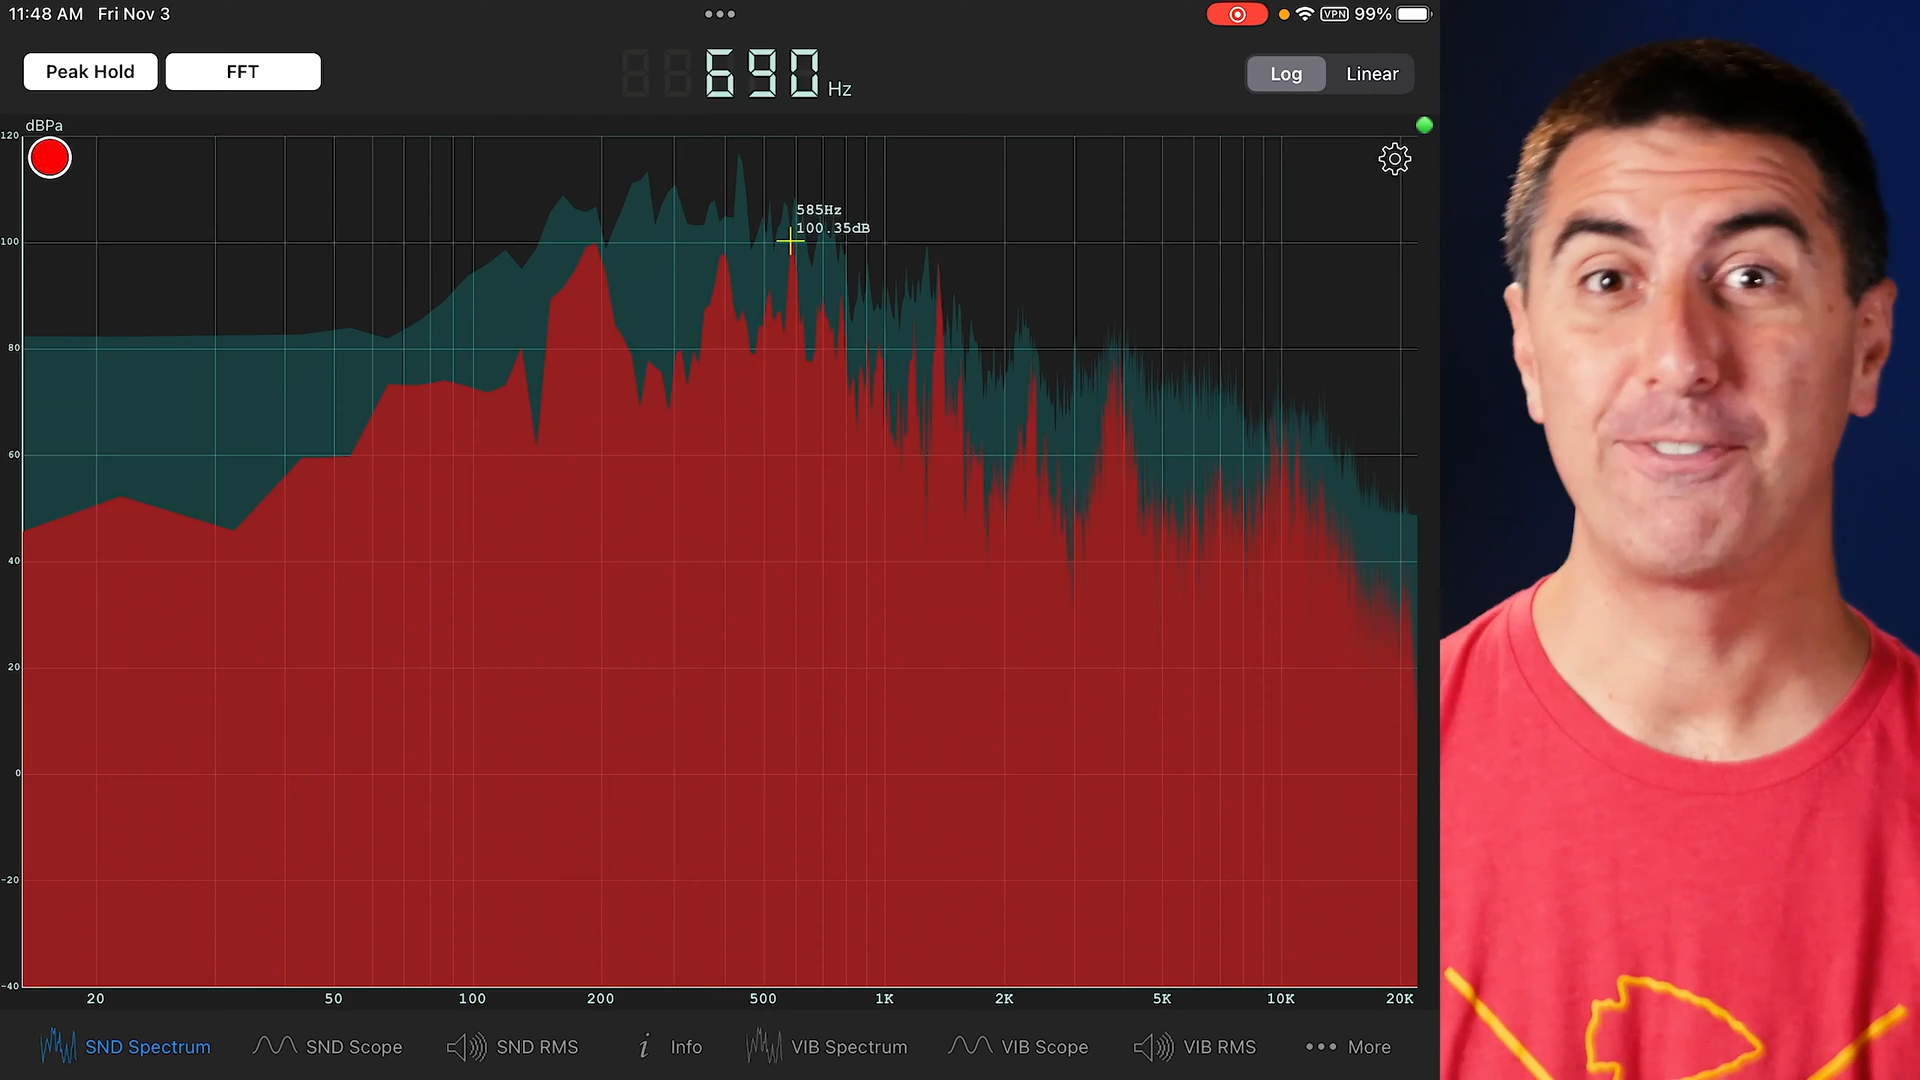 11:48 AM Fri Nov 3
VPN 99%
Peak Hold
FFT
690 Hz
Log
Linear
dBPa
120
100
80
60
40
20
0
-20
-40
585Hz
100.35dB
20 50 100 200 500 1K 2K 5K 10K 20K
SND Spectrum
SND Scope
SND RMS
i Info
VIB Spectrum
VIB Scope
VIB RMS
More